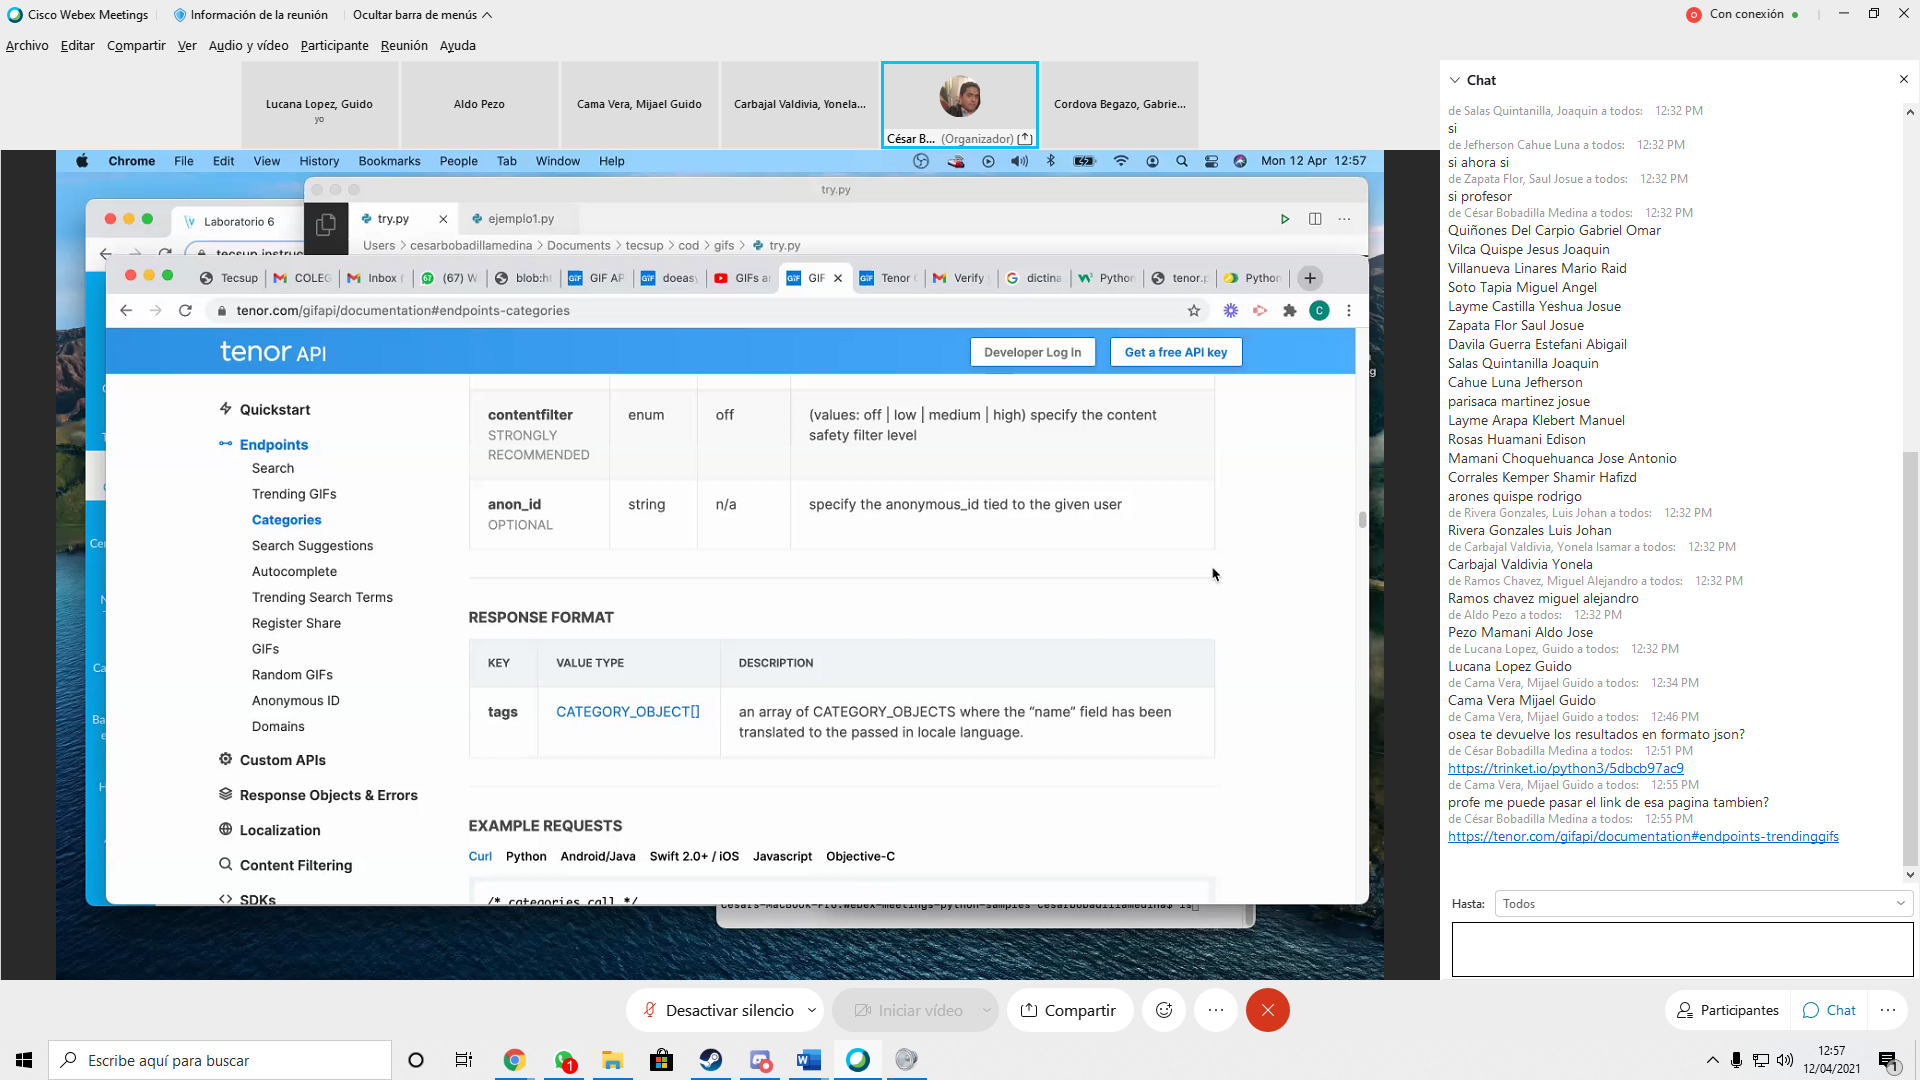 Cisco Webex Meetings
Información de la reunión
Ocultar barra de menús
Con conexión
Archivo Editar Compartir Ver Audio y vídeo Participante Reunión Ayuda
Lucana Lopez, Guido
yo
Aldo Pezo
Cama Vera, Mijael Guido
Carbajal Valdivia, Yonela...
César B... (Organizador)
Cordova Begazo, Gabrie...
Chrome File Edit View History Bookmarks People Tab Window Help
Mon 12 Apr 12:57
try.py
Laboratorio 6
try.py
ejemplo1.py
Users > cesarbobadillamedina > Documents > tecsup > cod > gifs > try.py
Tecsup
COLEG
Inbox (
(67) W
blob:ht
GIF AP
doeasy
GIFs an
GIF
Tenor
Verify
dictina
Python
tenor.p
Python
tenor.com/gifapi/documentation#endpoints-categories
tenor API
Developer Log In
Get a free API key
Quickstart
Endpoints
Search
Trending GIFs
Categories
Search Suggestions
Autocomplete
Trending Search Terms
Register Share
GIFs
Random GIFs
Anonymous ID
Domains
Custom APIs
Response Objects & Errors
Localization
Content Filtering
SDKs
contentfilter enum off (values: off | low | medium | high) specify the content
STRONGLY safety filter level
RECOMMENDED
anon_id string n/a specify the anonymous_id tied to the given user
OPTIONAL
RESPONSE FORMAT
KEY VALUE TYPE DESCRIPTION
tags CATEGORY_OBJECT[] an array of CATEGORY_OBJECTS where the “name” field has been
translated to the passed in locale language.
EXAMPLE REQUESTS
Curl Python Android/Java Swift 2.0+ / iOS Javascript Objective-C
/* categories call */
Chat
de Salas Quintanilla, Joaquin a todos: 12:32 PM
si
de Jefherson Cahue Luna a todos: 12:32 PM
si ahora si
de Zapata Flor, Saul Josue a todos: 12:32 PM
si profesor
de César Bobadilla Medina a todos: 12:32 PM
Quiñones Del Carpio Gabriel Omar
Vilca Quispe Jesus Joaquin
Villanueva Linares Mario Raid
Soto Tapia Miguel Angel
Layme Castilla Yeshua Josue
Zapata Flor Saul Josue
Davila Guerra Estefani Abigail
Salas Quintanilla Joaquin
Cahue Luna Jefherson
parisaca martinez josue
Layme Arapa Klebert Manuel
Rosas Huamani Edison
Mamani Choquehuanca Jose Antonio
Corrales Kemper Shamir Hafizd
arones quispe rodrigo
de Rivera Gonzales, Luis Johan a todos: 12:32 PM
Rivera Gonzales Luis Johan
de Carbajal Valdivia, Yonela Isamar a todos: 12:32 PM
Carbajal Valdivia Yonela
de Ramos Chavez, Miguel Alejandro a todos: 12:32 PM
Ramos chavez miguel alejandro
de Aldo Pezo a todos: 12:32 PM
Pezo Mamani Aldo Jose
de Lucana Lopez, Guido a todos: 12:32 PM
Lucana Lopez Guido
de Cama Vera, Mijael Guido a todos: 12:34 PM
Cama Vera Mijael Guido
de Cama Vera, Mijael Guido a todos: 12:46 PM
osea te devuelve los resultados en formato json?
de César Bobadilla Medina a todos: 12:51 PM
https://trinket.io/python3/5dbcb97ac9
de Cama Vera, Mijael Guido a todos: 12:55 PM
profe me puede pasar el link de esa pagina tambien?
de César Bobadilla Medina a todos: 12:55 PM
https://tenor.com/gifapi/documentation#endpoints-trendinggifs
Hasta: Todos
Desactivar silencio
Iniciar vídeo
Compartir
Participantes
Chat
Escribe aquí para buscar
1
12:57
12/04/2021
1